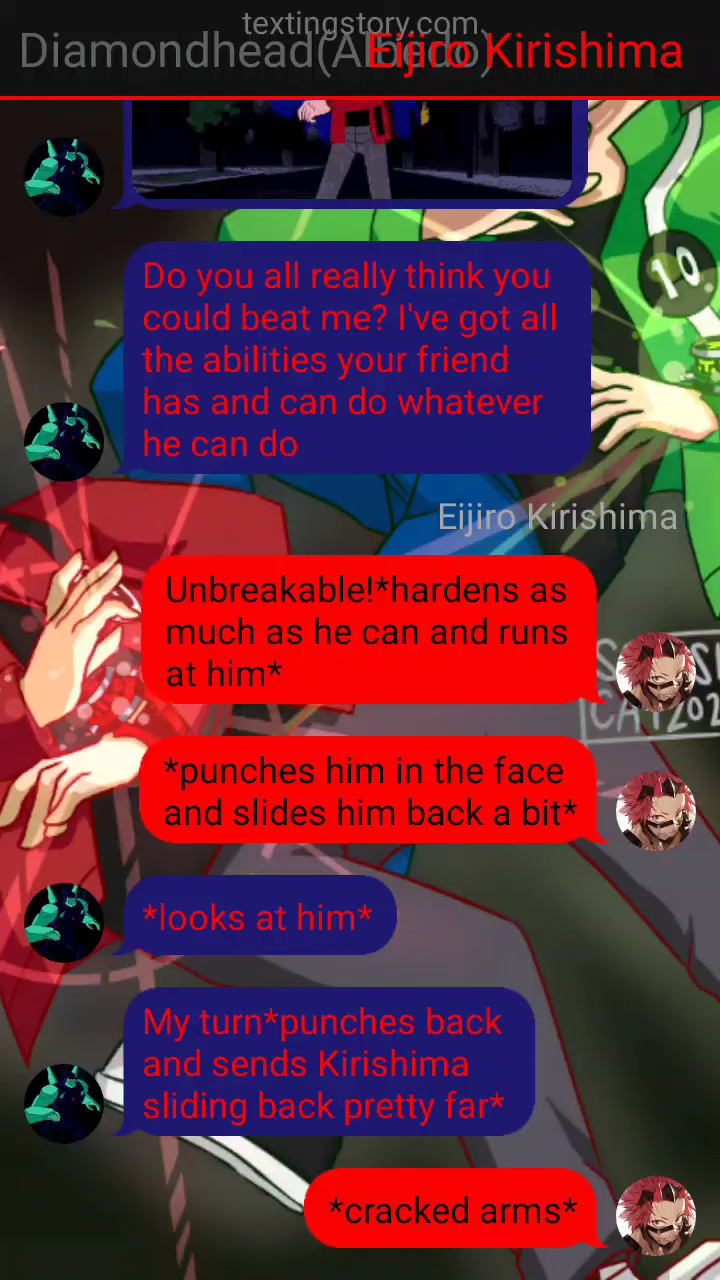 textingstory.com
Diamondhead(Albedo)
Eijiro Kirishima
10
Do you all really think you
could beat me? I've got all
the abilities your friend
has and can do whatever
he can do
Eijiro Kirishima
Unbreakable!*hardens as
much as he can and runs
at him*
*punches him in the face
and slides him back a bit*
*looks at him*
My turn*punches back
and sends Kirishima
sliding back pretty far*
*cracked arms*